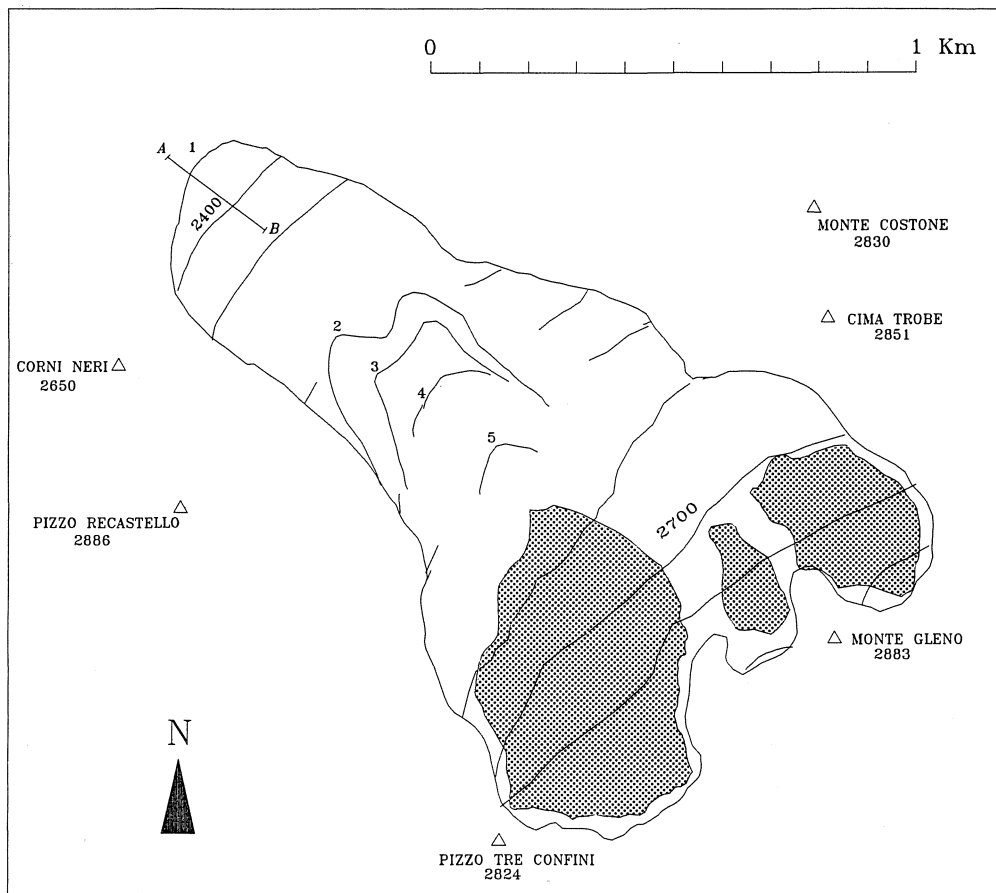 0
1 Km
A
1
2400
B
MONTE COSTONE
2830
2
CIMA TROBE
2851
3
CORNI NERI
2650
4
5
2700
PIZZO RECASTELLO
2886
MONTE GLENO
2883
N
PIZZO TRE CONFINI
2824